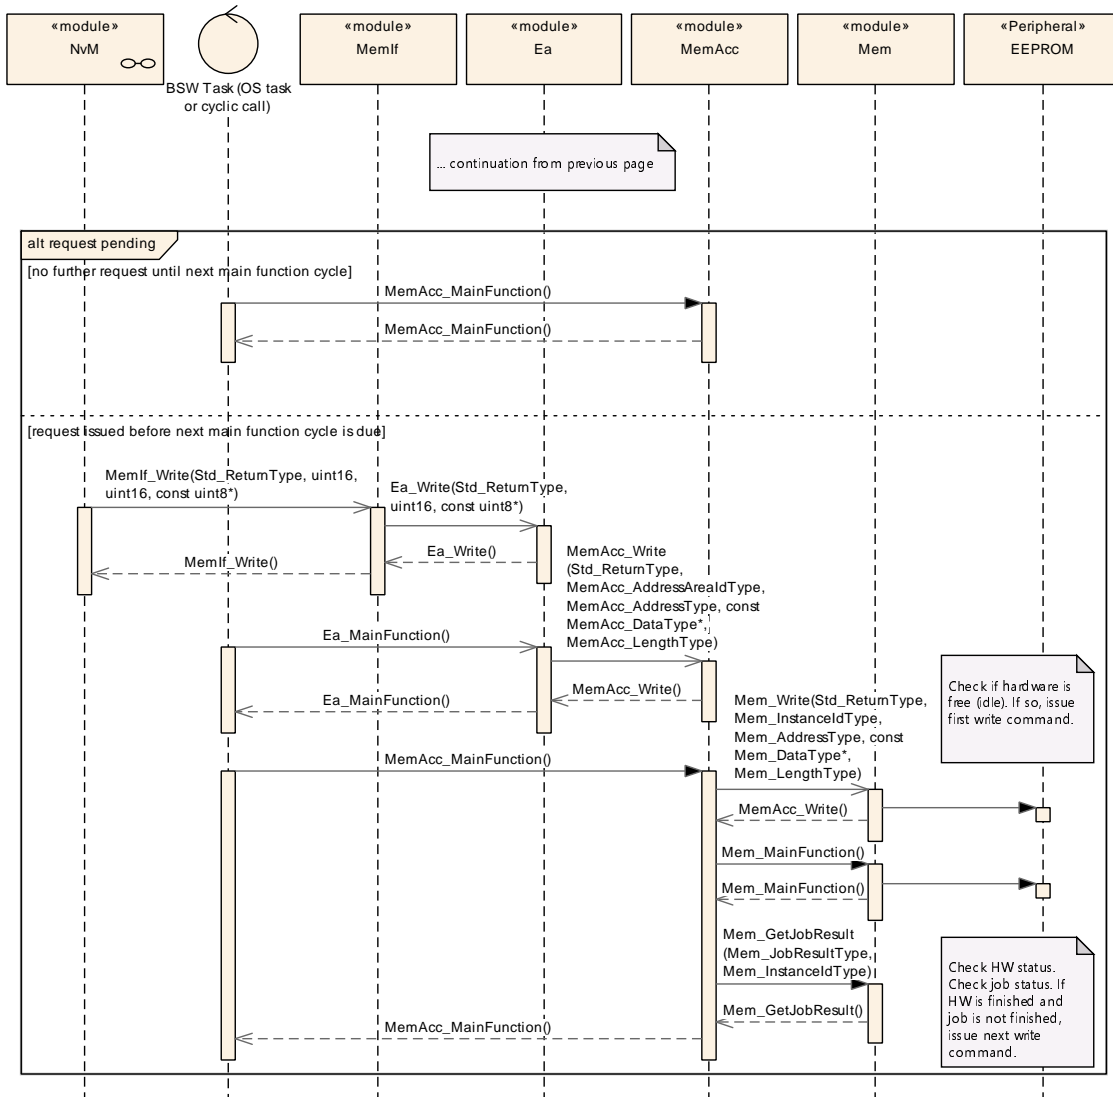 «module»
NvM
BSW Task (OS task
or cyclic call)
«module»
MemIf
«module»
Ea
«module»
MemAcc
«module»
Mem
«Peripheral»
EEPROM
... continuation from previous page
alt request pending
[no further request until next main function cycle]
MemAcc_MainFunction()
MemAcc_MainFunction()
[request issued before next main function cycle is due]
MemIf_Write(Std_ReturnType, uint16,
uint16, const uint8*)
Ea_Write(Std_ReturnType,
uint16, const uint8*)
Ea_Write()
MemIf_Write()
MemAcc_Write
(Std_ReturnType,
MemAcc_AddressAreaIdType,
MemAcc_AddressType, const
MemAcc_DataType*,
MemAcc_LengthType)
Ea_MainFunction()
MemAcc_Write()
Ea_MainFunction()
Check if hardware is
free (idle). If so, issue
first write command.
Mem_Write(Std_ReturnType,
Mem_InstanceIdType,
Mem_AddressType, const
Mem_DataType*,
Mem_LengthType)
MemAcc_MainFunction()
MemAcc_Write()
Mem_MainFunction()
Mem_MainFunction()
Mem_GetJobResult
(Mem_JobResultType,
Mem_InstanceIdType)
Mem_GetJobResult()
MemAcc_MainFunction()
Check HW status.
Check job status. If
HW is finished and
job is not finished,
issue next write
command.